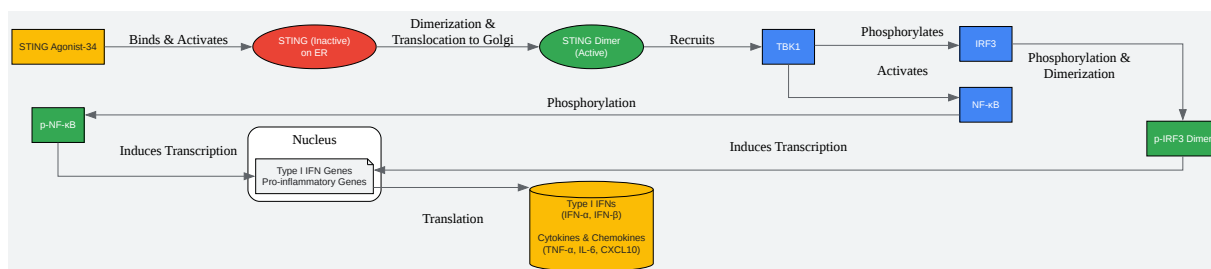 STING Agonist-34
Binds & Activates
STING (Inactive)
on ER
Dimerization &
Translocation to Golgi
STING Dimer
(Active)
Recruits
TBK1
Phosphorylates
IRF3
Phosphorylation &
Dimerization
Activates
NF-κB
Phosphorylation
p-NF-κB
p-IRF3 Dimer
Nucleus
Induces Transcription
Induces Transcription
Type I IFN Genes
Pro-inflammatory Genes
Translation
Type I IFNs
(IFN-α, IFN-β)
Cytokines & Chemokines
(TNF-α, IL-6, CXCL10)